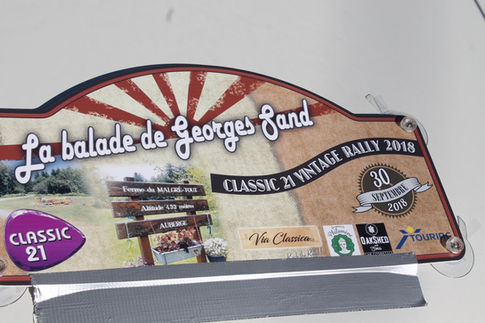 La balade de Georges Sand
CLASSIC 21 VINTAGE RALLY 2018
30
SEPTEMBRE
2018
Ferme du MALGRÉ-TOUT
Altitude 433 mètres
AUBERGE
CLASSIC
21
Via Classica
OAKSHED
TOURING